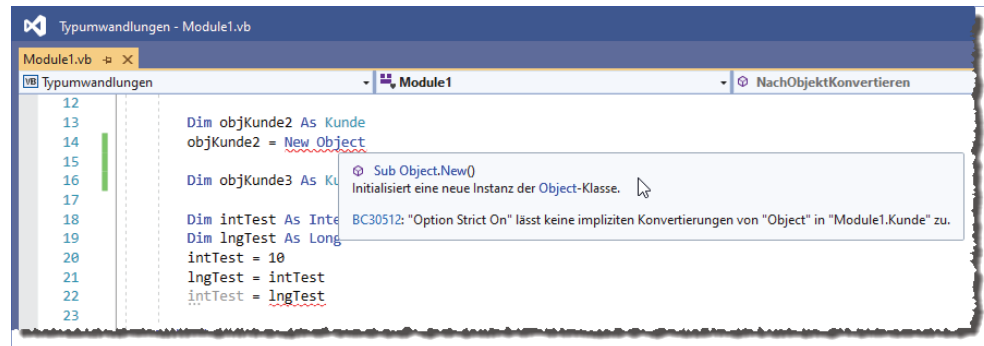 Typumwandlungen - Module1.vb
Module1.vb
VB Typumwandlungen Module1 NachObjektKonvertieren
12
13 Dim objKunde2 As Kunde
14 objKunde2 = New Object
15
Sub Object.New()
16 Dim objKunde3 As Ku
Initialisiert eine neue Instanz der Object-Klasse.
17
18 Dim intTest As Inte
BC30512: "Option Strict On" lässt keine impliziten Konvertierungen von "Object" in "Module1.Kunde" zu.
19 Dim lngTest As Long
20 intTest = 10
21 lngTest = intTest
22 intTest = lngTest
23